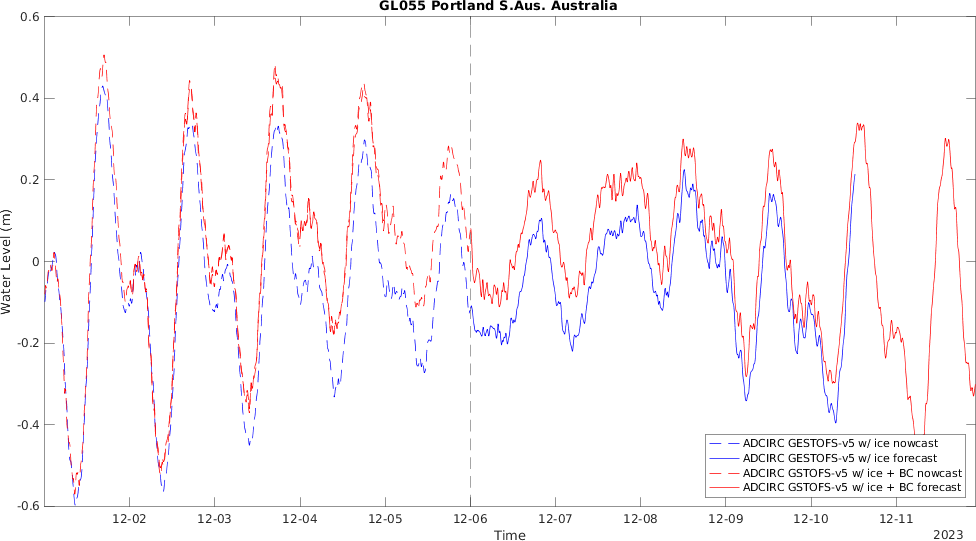 GL055 Portland S.Aus. Australia
0.6
0.4
0.2
0
-0.2
-0.4
-0.6
Water Level (m)
12-02
12-03
12-04
12-05
12-06
12-07
12-08
12-09
12-10
12-11
Time
2023
ADCIRC GESTOFS-v5 w/ ice nowcast
ADCIRC GESTOFS-v5 w/ ice forecast
ADCIRC GSTOFS-v5 w/ ice + BC nowcast
ADCIRC GSTOFS-v5 w/ ice + BC forecast